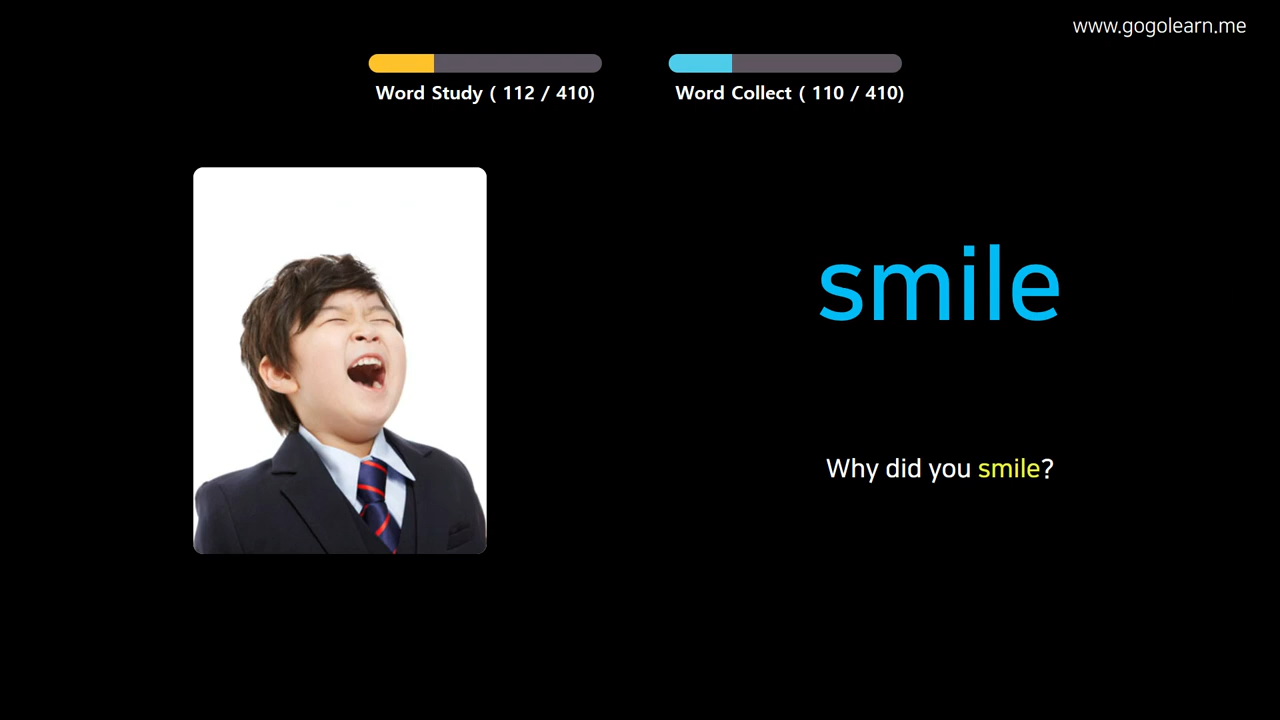 www.gogolearn.me
Word Study ( 112 / 410)
Word Collect ( 110 / 410)
smile
Why did you smile?